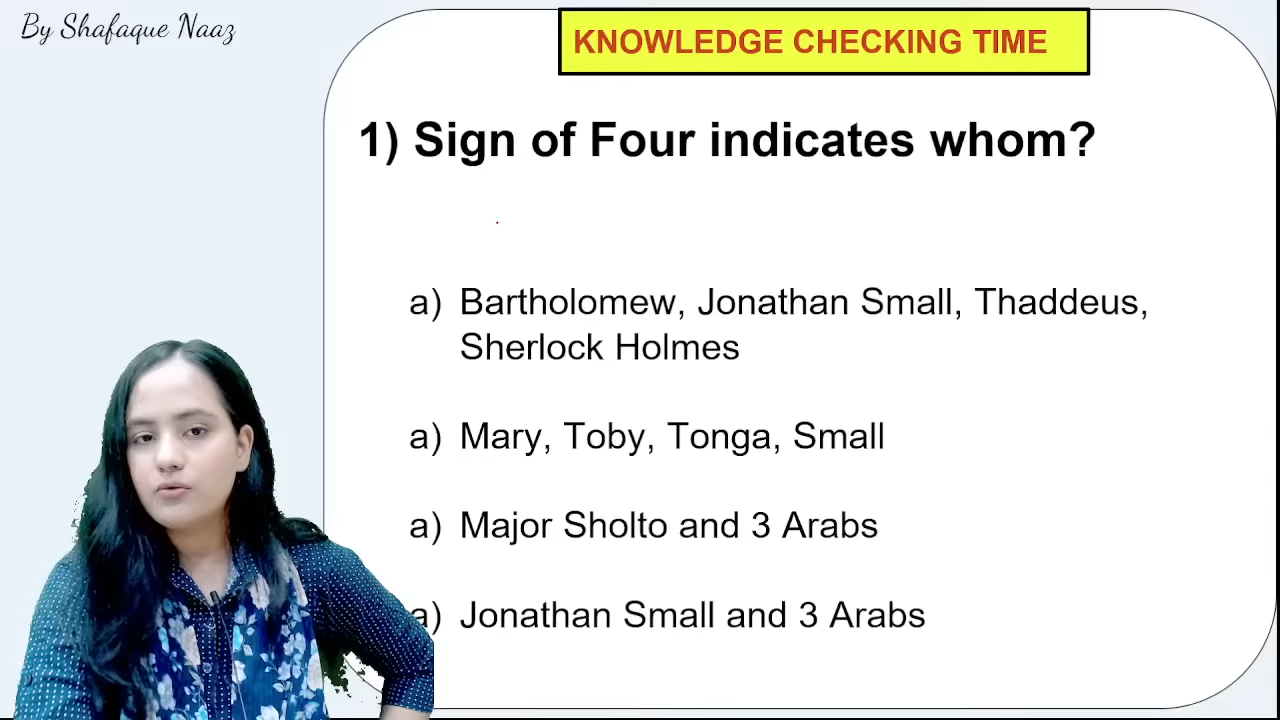 By Shafaque Naaz
KNOWLEDGE CHECKING TIME
1) Sign of Four indicates whom?
a) Bartholomew, Jonathan Small, Thaddeus,
Sherlock Holmes
a) Mary, Toby, Tonga, Small
a) Major Sholto and 3 Arabs
a) Jonathan Small and 3 Arabs